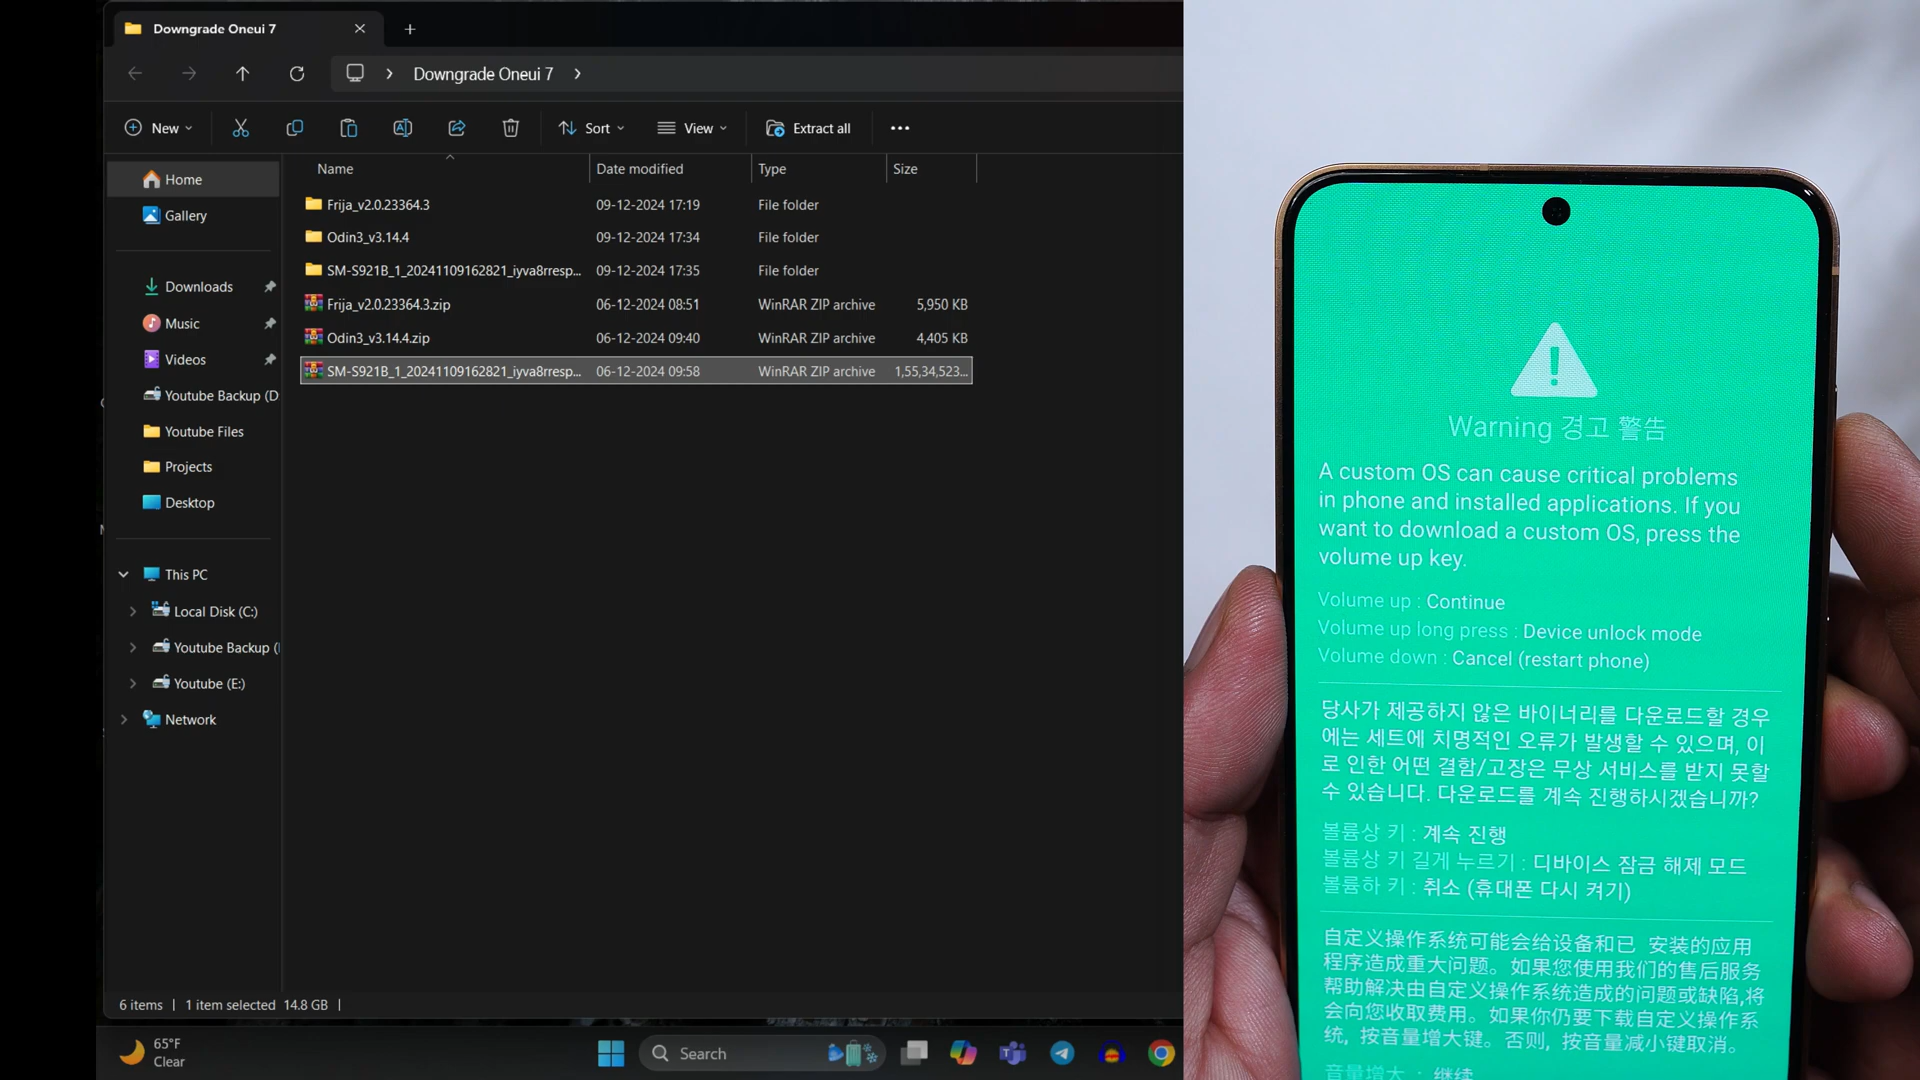 Downgrade Oneui 7
Downgrade Oneui 7
New
Sort
View
Extract all
Name
Date modified
Type
Size
Home
Gallery
Downloads
Music
Videos
Youtube Backup (D
Youtube Files
Projects
Desktop
This PC
Local Disk (C:)
Youtube Backup (
Youtube (E:)
Network
Frija_v2.0.23364.3 09-12-2024 17:19 File folder
Odin3_v3.14.4 09-12-2024 17:34 File folder
SM-S921B_1_20241109162821_iyva8rresp... 09-12-2024 17:35 File folder
Frija_v2.0.23364.3.zip 06-12-2024 08:51 WinRAR ZIP archive 5,950 KB
Odin3_v3.14.4.zip 06-12-2024 09:40 WinRAR ZIP archive 4,405 KB
SM-S921B_1_20241109162821_iyva8rresp... 06-12-2024 09:58 WinRAR ZIP archive 1,55,34,523...
6 items 1 item selected 14.8 GB
65°F
Clear
Search
Warning 경고 警告
A custom OS can cause critical problems
in phone and installed applications. If you
want to download a custom OS, press the
volume up key.
Volume up : Continue
Volume up long press : Device unlock mode
Volume down : Cancel (restart phone)
당사가 제공하지 않은 바이너리를 다운로드할 경우
에는 세트에 치명적인 오류가 발생할 수 있으며, 이
로 인한 어떤 결함/고장은 무상 서비스를 받지 못할
수 있습니다. 다운로드를 계속 진행하시겠습니까?
볼륨상 키 : 계속 진행
볼륨상 키 길게 누르기 : 디바이스 잠금 해제 모드
볼륨하 키 : 취소 (휴대폰 다시 켜기)
自定义操作系统可能会给设备和已 安装的应用
程序造成重大问题。如果您使用我们的售后服务
帮助解决由自定义操作系统造成的问题或缺陷,将
会向您收取费用。如果你仍要下载自定义操作系
统, 按音量增大键。否则, 按音量减小键取消。
音量增大 : 继续